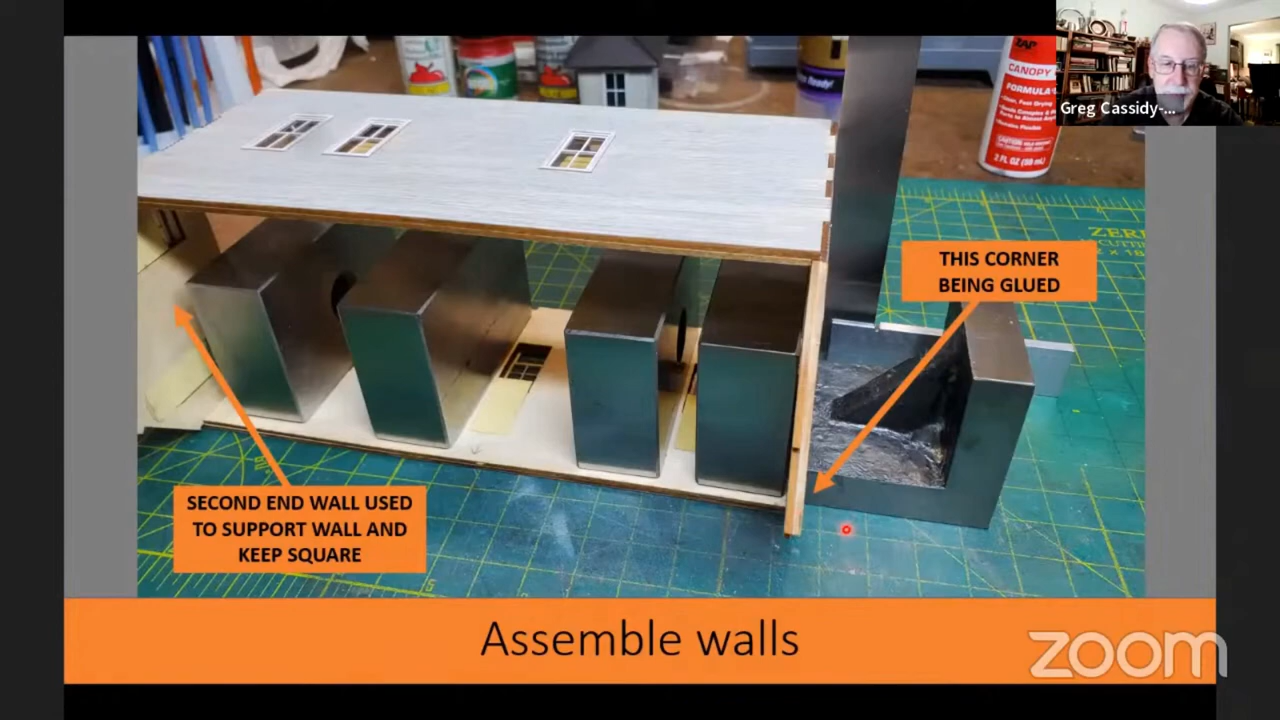 ZAP
CANOPY
FORMULA
2 FL OZ (59 mL)
Greg Cassidy-...
THIS CORNER
BEING GLUED
SECOND END WALL USED
TO SUPPORT WALL AND
KEEP SQUARE
Assemble walls
zoom